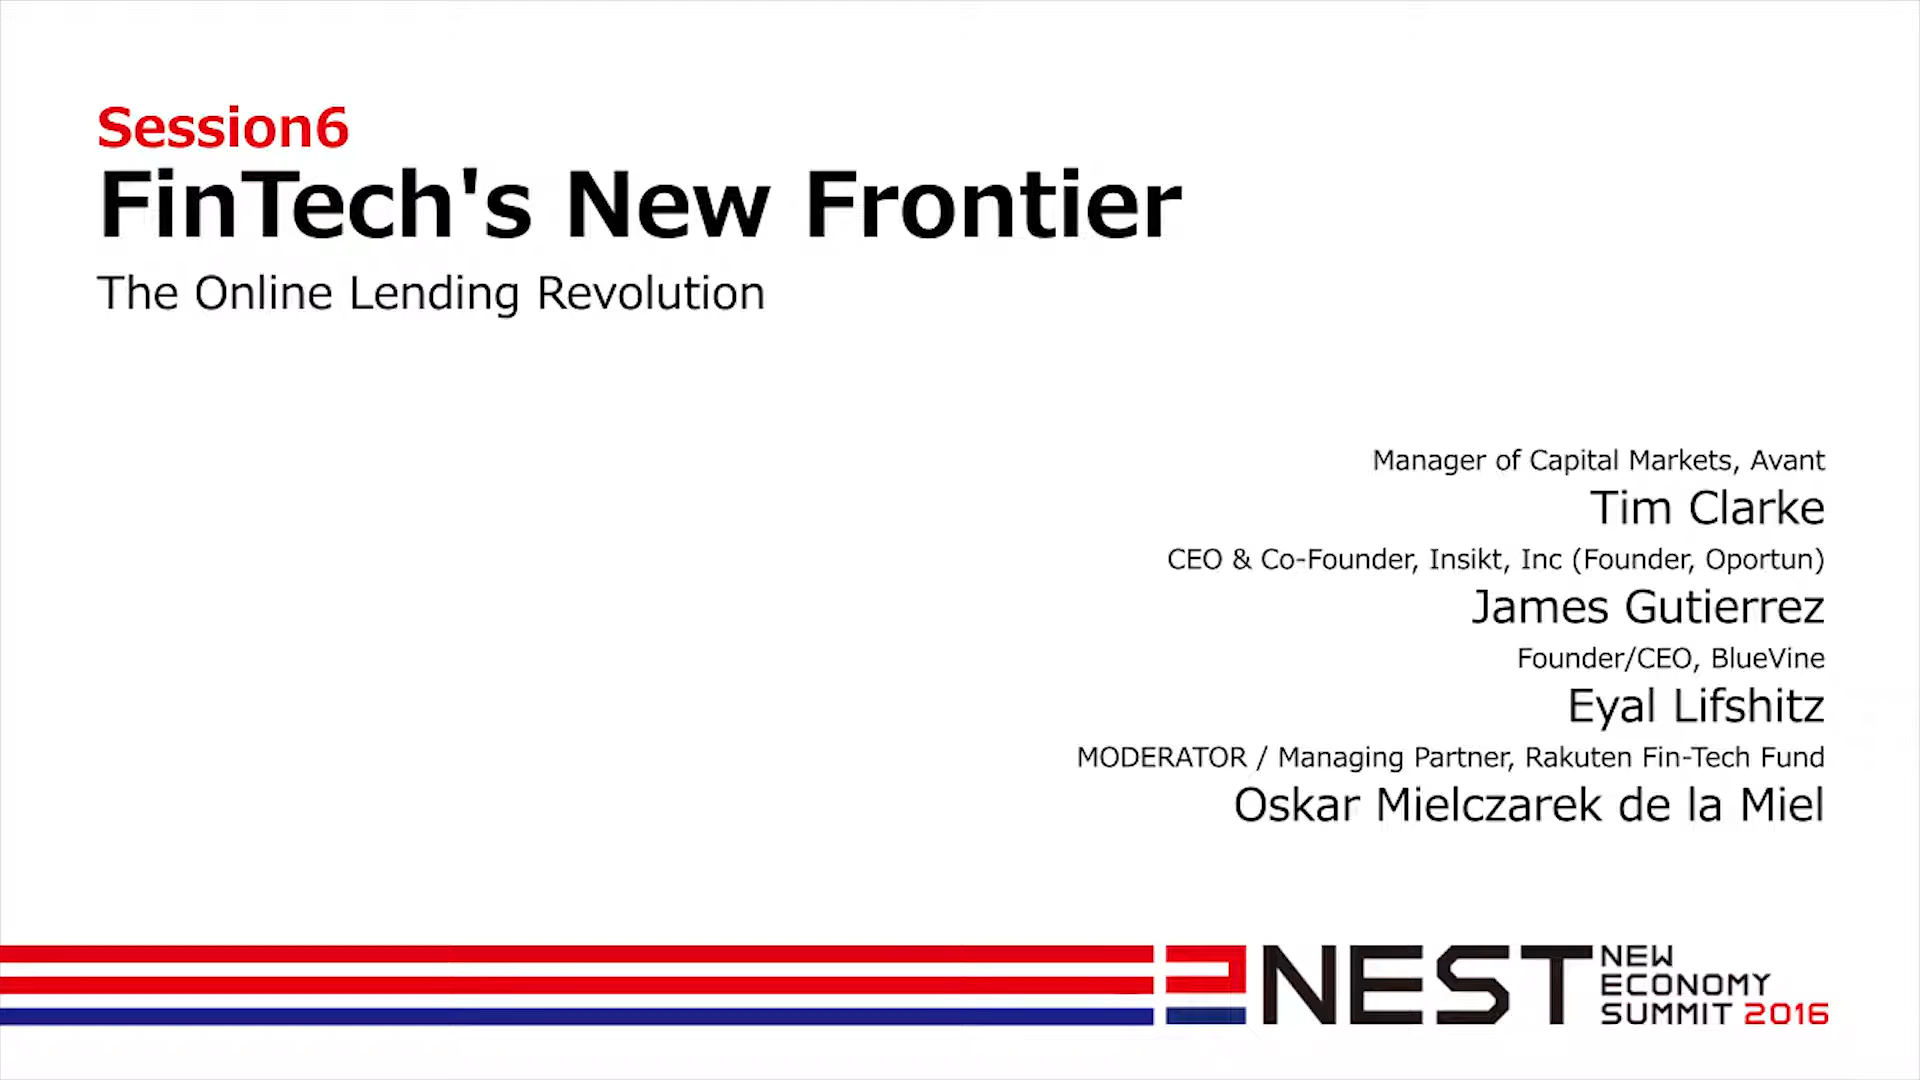 Session6
FinTech's New Frontier
The Online Lending Revolution
Manager of Capital Markets, Avant
Tim Clarke
CEO & Co-Founder, Insikt, Inc (Founder, Oportun)
James Gutierrez
Founder/CEO, BlueVine
Eyal Lifshitz
MODERATOR / Managing Partner, Rakuten Fin-Tech Fund
Oskar Mielczarek de la Miel
NEST
NEW
ECONOMY
SUMMIT 2016